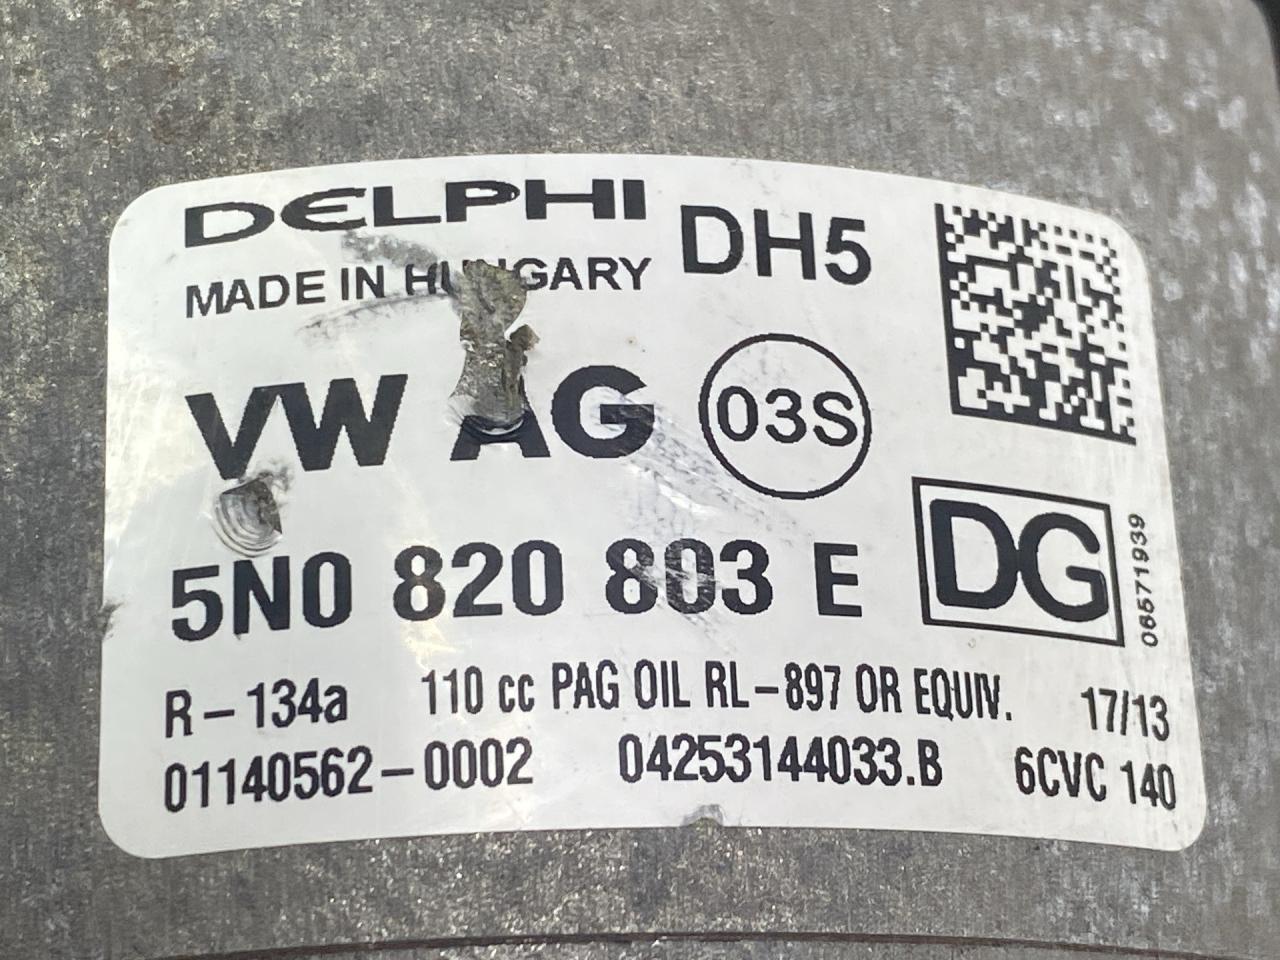 DELPHI DH5
MADE IN HUNGARY
VW AG 03S
DG
5N0 820 803 E
08571939
R-134a 110 cc PAG OIL RL-897 OR EQUIV. 17/13
01140562-0002 04253144033.B 6CVC 140